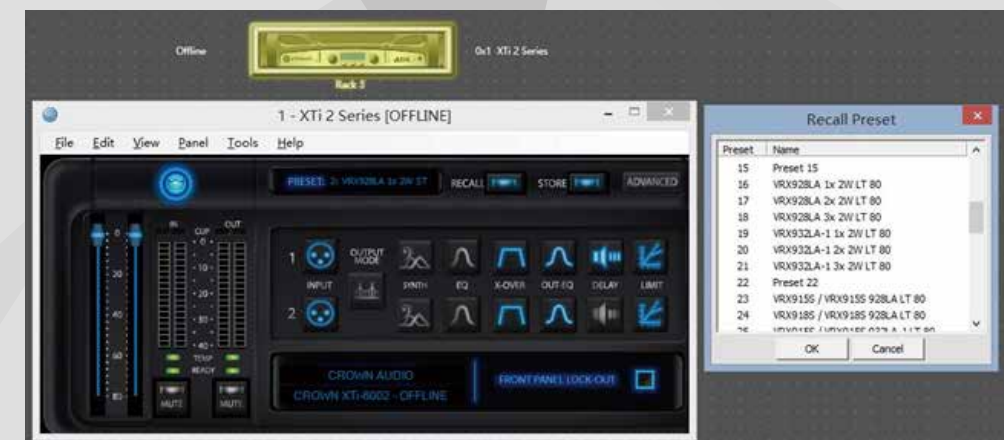 Offline
0x1 XTi 2 Series
Rack 3
1 - XTi 2 Series [OFFLINE]
File Edit View Panel Tools Help
PRESET: 2: VRX928LA 1x 2W ST
RECALL
STORE
ADVANCED
IN
CLIP
OUT
1
OUTPUT MODE
INPUT
SYNTH
EQ
X-OVER
OUT-EQ
DELAY
LIMIT
2
TEMP
READY
MUTE
MUTE
CROWN AUDIO
CROWN XTi-6002 - OFFLINE
FRONT PANEL LOCK-OUT
Recall Preset
Preset Name
15 Preset 15
16 VRX928LA 1x 2W LT 80
17 VRX928LA 2x 2W LT 80
18 VRX928LA 3x 2W LT 80
19 VRX932LA-1 1x 2W LT 80
20 VRX932LA-1 2x 2W LT 80
21 VRX932LA-1 3x 2W LT 80
22 Preset 22
23 VRX915S / VRX915S 928LA LT 80
24 VRX918S / VRX918S 928LA LT 80
OK Cancel